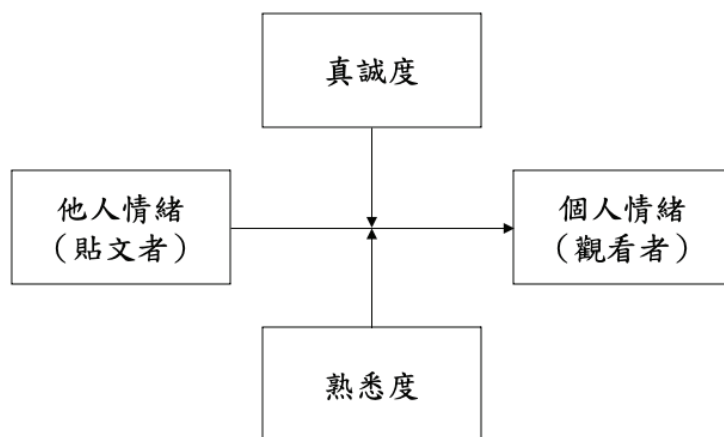 真誠度
他人情緒
（貼文者）
個人情緒
（觀看者）
熟悉度